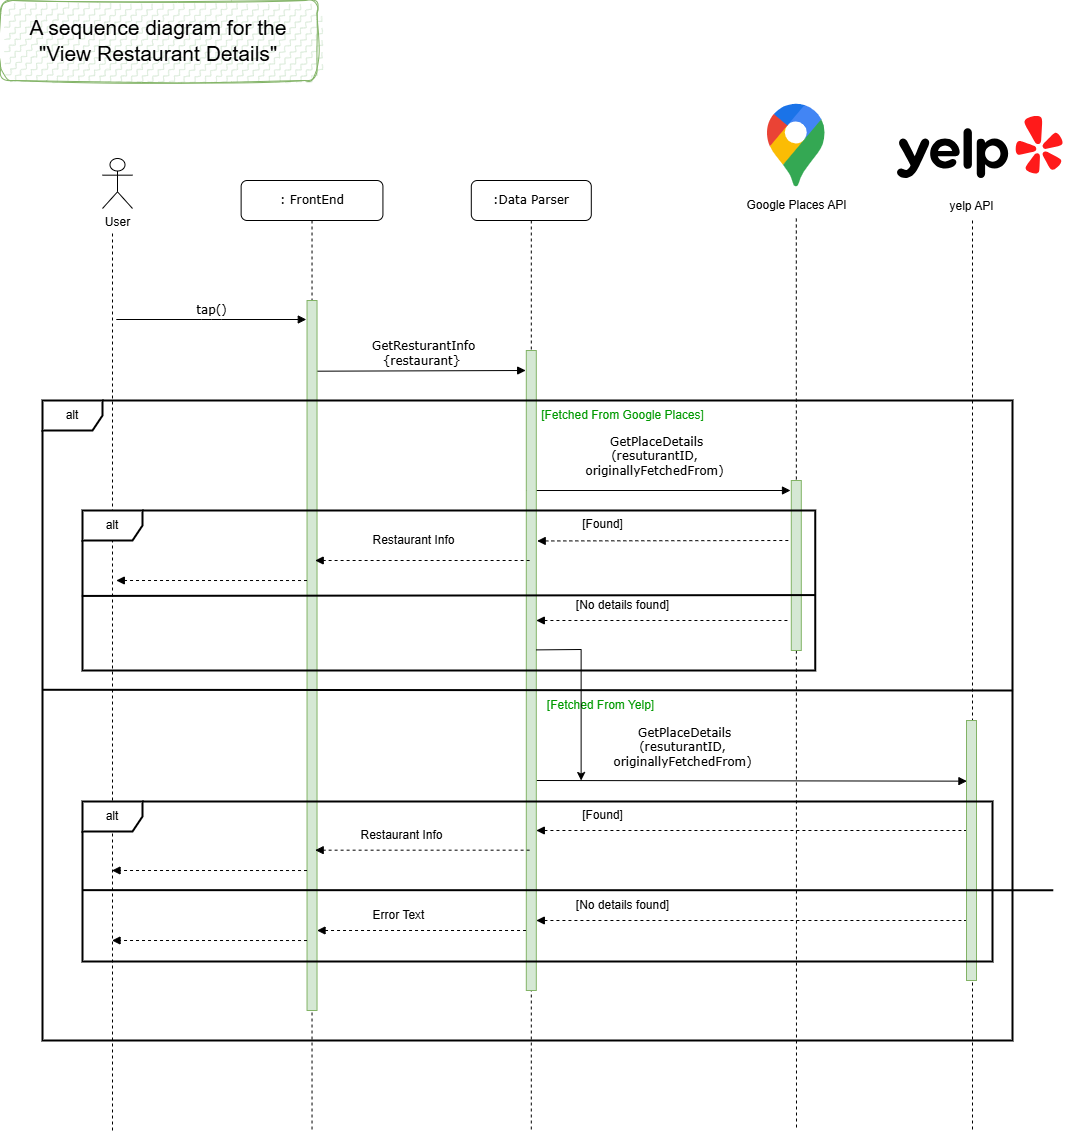 A sequence diagram for the
"View Restaurant Details"
yelp
User
: FrontEnd
:Data Parser
Google Places API
yelp API
tap()
GetResturantInfo
{restaurant}
alt
[Fetched From Google Places]
GetPlaceDetails
(resuturantID,
originallyFetchedFrom)
alt
[Found]
Restaurant Info
[No details found]
[Fetched From Yelp]
GetPlaceDetails
(resuturantID,
originallyFetchedFrom)
alt
[Found]
Restaurant Info
[No details found]
Error Text